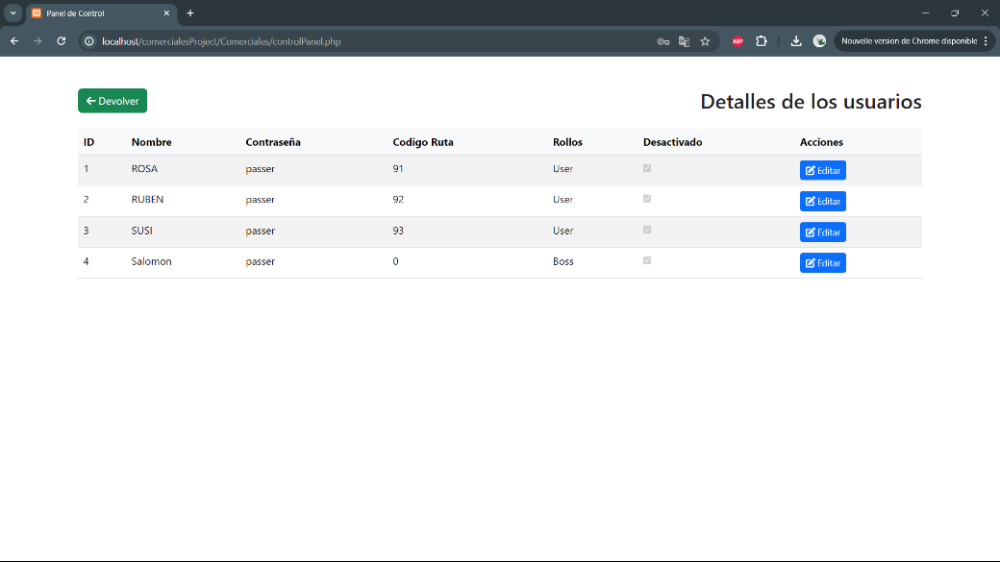 Panel de Control
localhost/comercialesProject/Comerciales/controlPanel.php
ABP
Nouvelle version de Chrome disponible
Devolver
Detalles de los usuarios
ID Nombre Contraseña Codigo Ruta Rollos Desactivado Acciones
1 ROSA passer 91 User Editar
2 RUBEN passer 92 User Editar
3 SUSI passer 93 User Editar
4 Salomon passer 0 Boss Editar